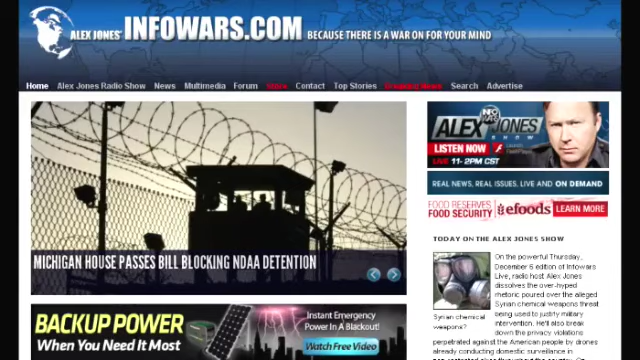 ALEX JONES' INFOWARS.COM BECAUSE THERE IS A WAR ON FOR YOUR MIND
Home Alex Jones Radio Show News Multimedia Forum Contact Top Stories Breaking News Search Advertise
MICHIGAN HOUSE PASSES BILL BLOCKING NDAA DETENTION
BACKUP POWER
When You Need It Most
Instant Emergency
Power In A Blackout!
Watch Free Video
INFO
WARS
ALEX JONES
SHOW
LISTEN NOW
LIVE 11-2PM CST
REAL NEWS, REAL ISSUES, LIVE AND ON DEMAND
FOOD RESERVES
FOOD SECURITY
efoods
LEARN MORE
TODAY ON THE ALEX JONES SHOW
Syrian chemical
weapons?
On the powerful Thursday,
December 6 edition of Infowars
Live, radio host Alex Jones
dissolves the over-hyped
rhetoric poured over the alleged
Syrian chemical weapons threat
being used to justify military
intervention. He'll also break
down the privacy violations
perpetrated against the American people by drones
already conducting domestic surveillance in